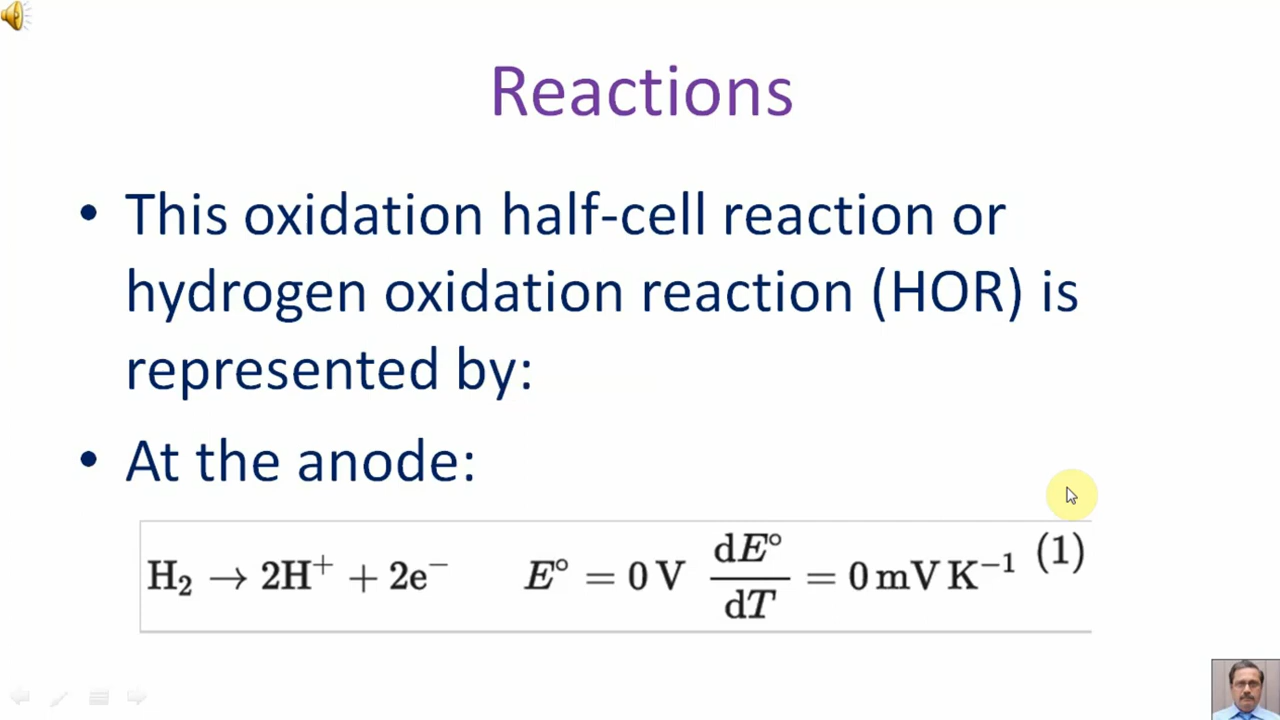 Reactions
• This oxidation half-cell reaction or
hydrogen oxidation reaction (HOR) is
represented by:
• At the anode:
H₂ → 2H⁺ + 2e⁻ E° = 0 V dE°/dT = 0 mV K⁻¹ (1)